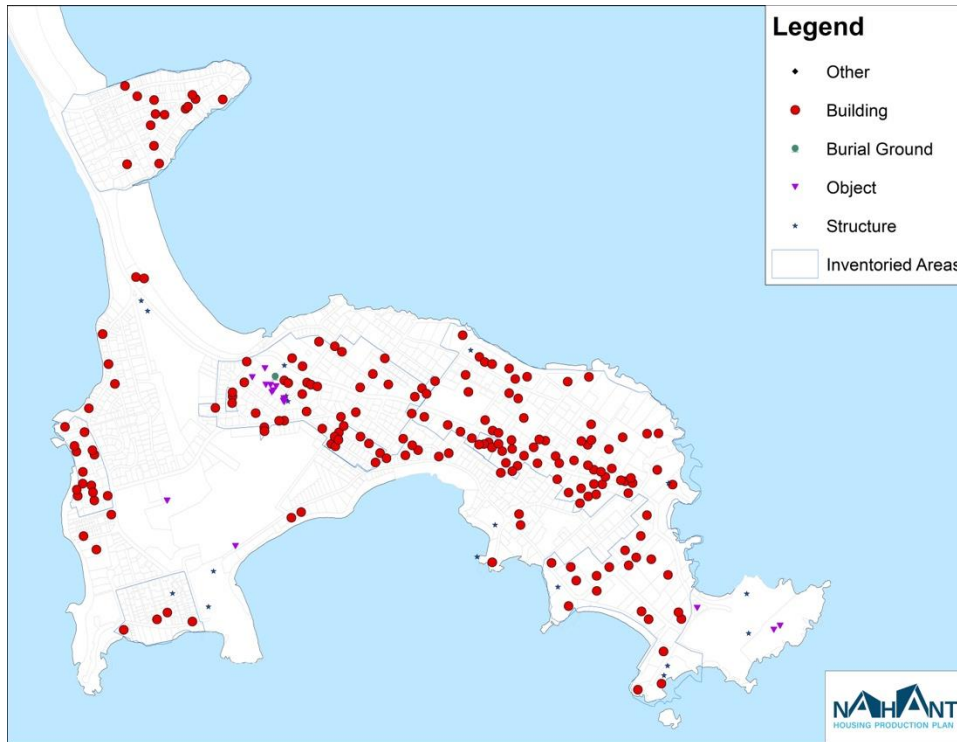 Legend
Other
Building
Burial Ground
Object
Structure
Inventoried Areas
NAHANT
HOUSING PRODUCTION PLAN